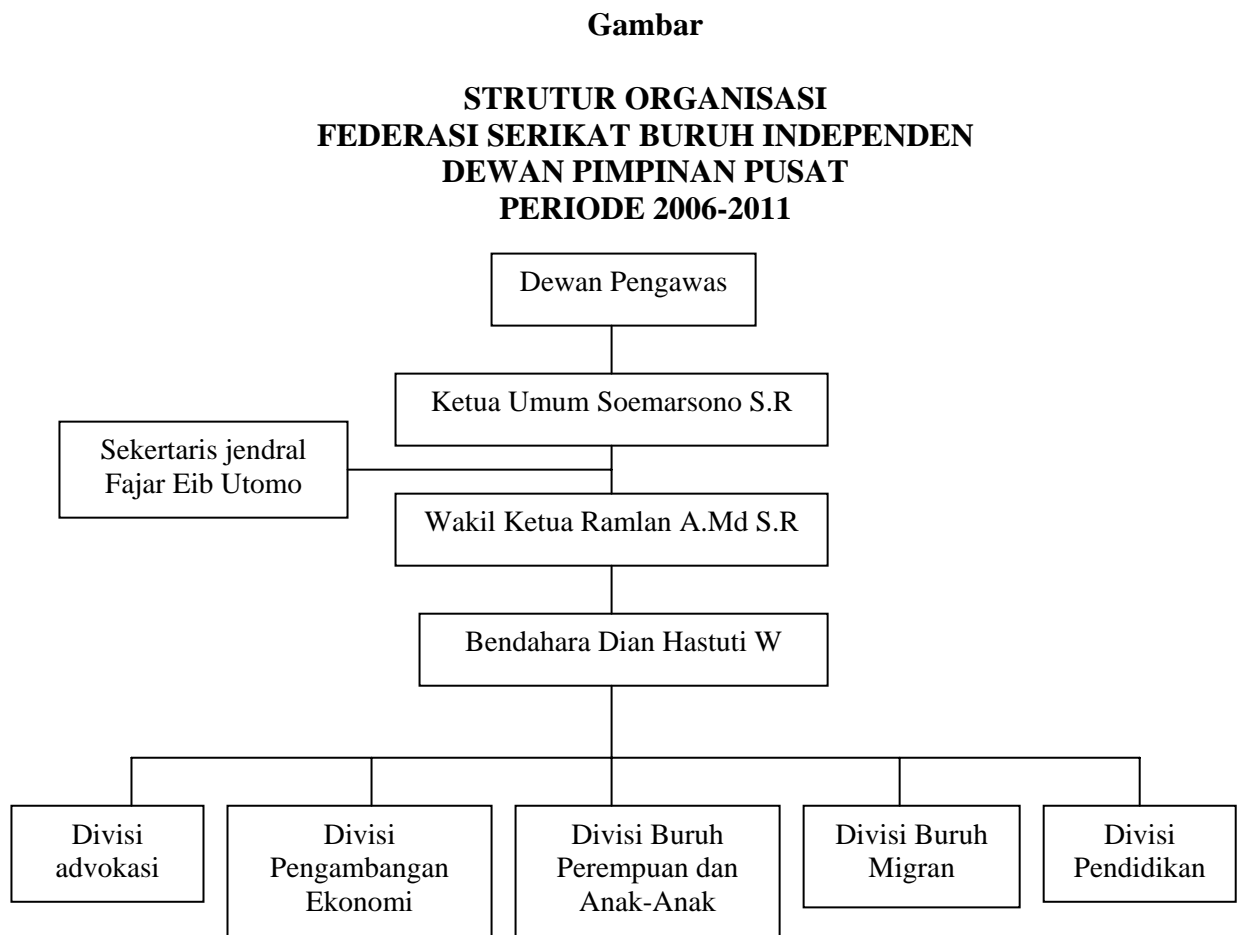 Gambar
STRUTUR ORGANISASI
FEDERASI SERIKAT BURUH INDEPENDEN
DEWAN PIMPINAN PUSAT
PERIODE 2006-2011
Dewan Pengawas
Ketua Umum Soemarsono S.R
Sekertaris jendral
Fajar Eib Utomo
Wakil Ketua Ramlan A.Md S.R
Bendahara Dian Hastuti W
Divisi
advokasi
Divisi
Pengambangan
Ekonomi
Divisi Buruh
Perempuan dan
Anak-Anak
Divisi Buruh
Migran
Divisi
Pendidikan